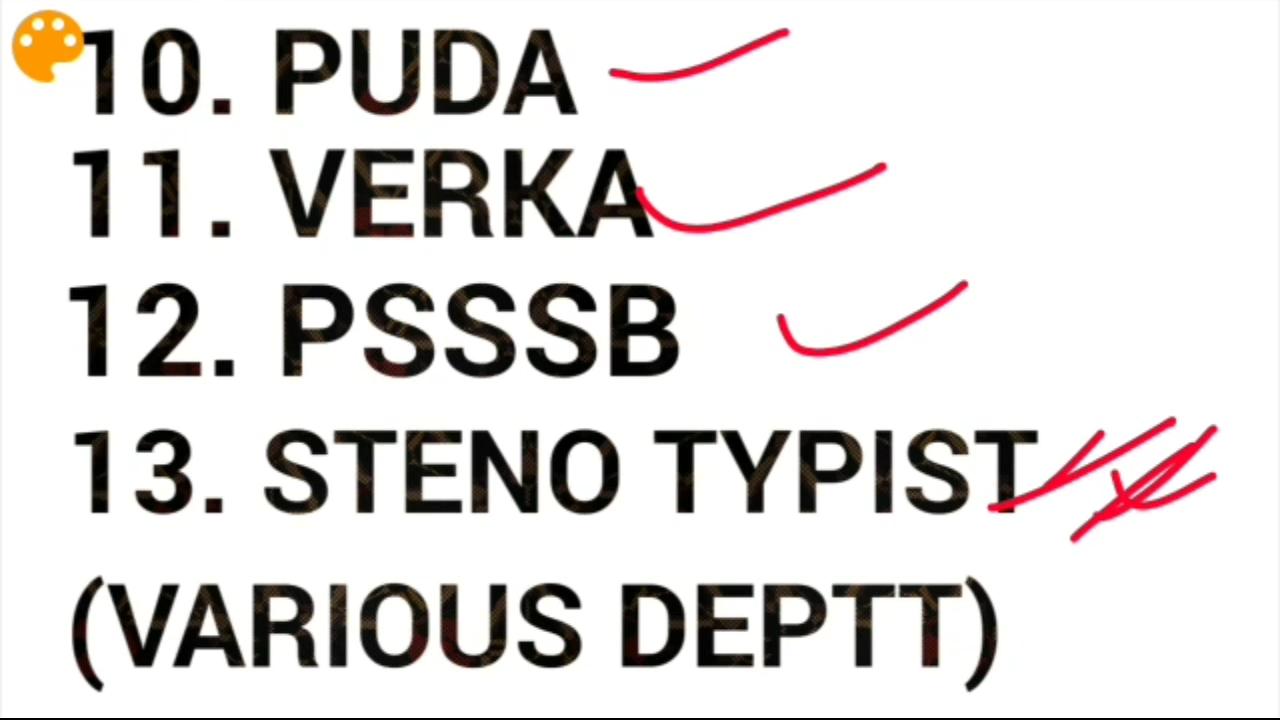 10. PUDA
11. VERKA
12. PSSSB
13. STENO TYPIST
(VARIOUS DEPTT)